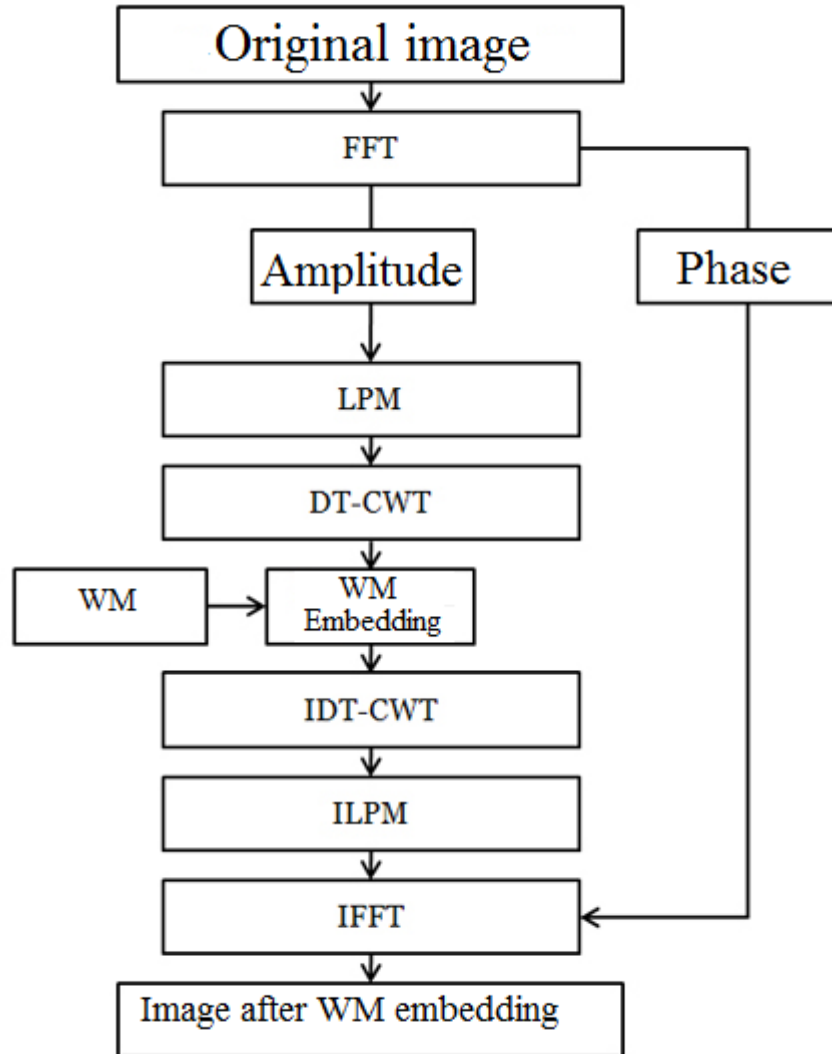 Original image
FFT
Amplitude
Phase
LPM
DT-CWT
WM
WM
Embedding
IDT-CWT
ILPM
IFFT
Image after WM embedding